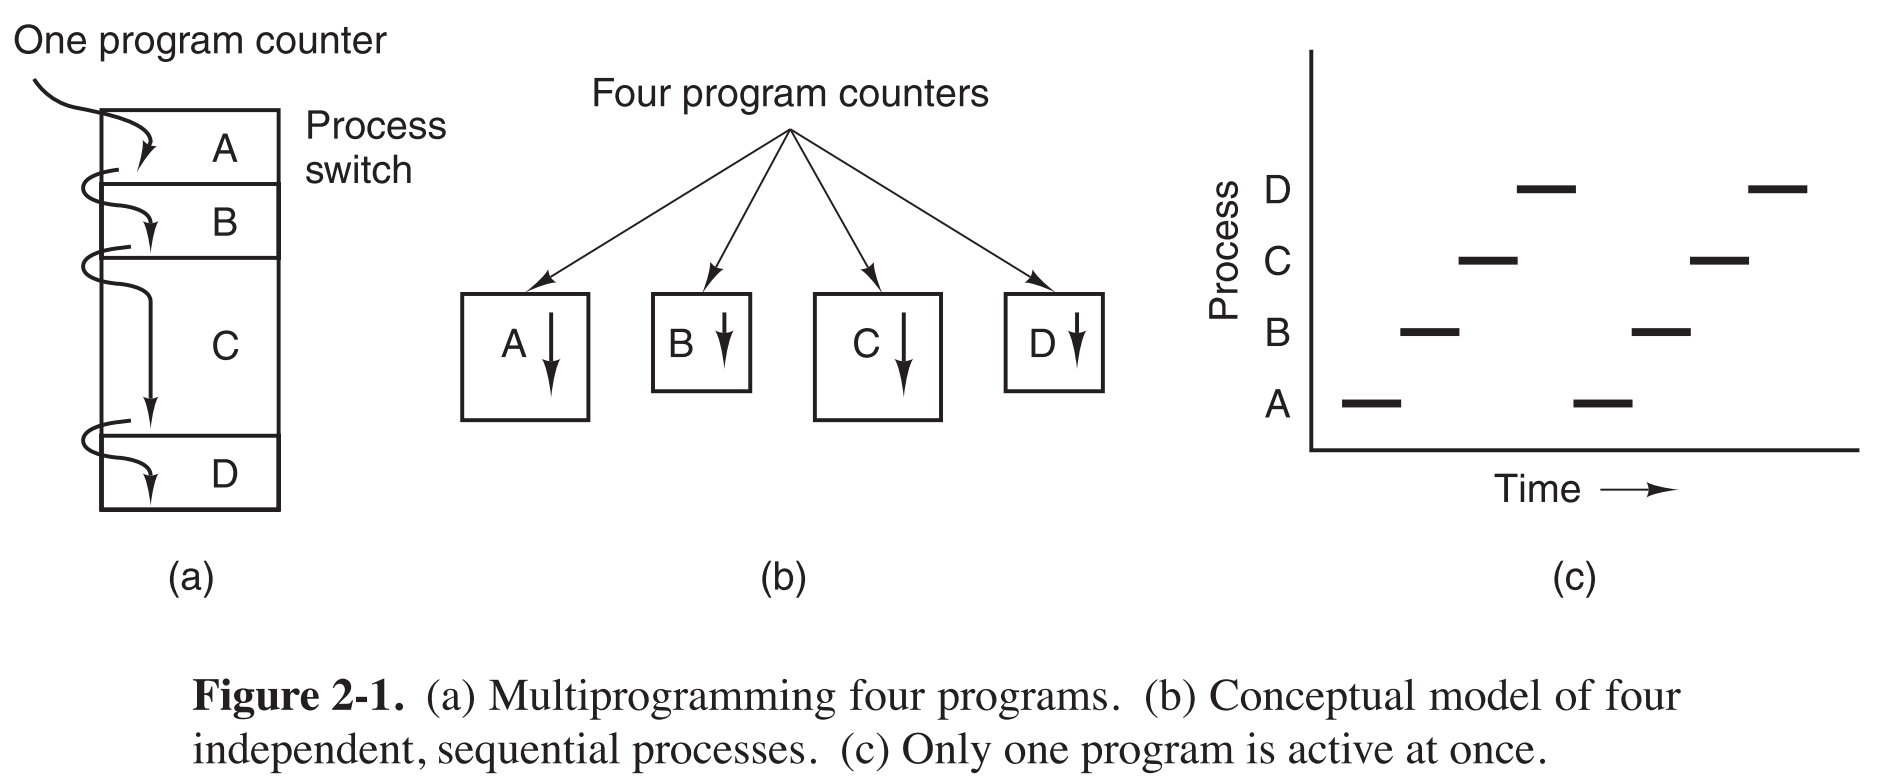 One program counter
A
B
C
D
Process
switch
(a)
Four program counters
A
B
C
D
(b)
Process
D
C
B
A
Time
(c)
Figure 2-1. (a) Multiprogramming four programs. (b) Conceptual model of four
independent, sequential processes. (c) Only one program is active at once.